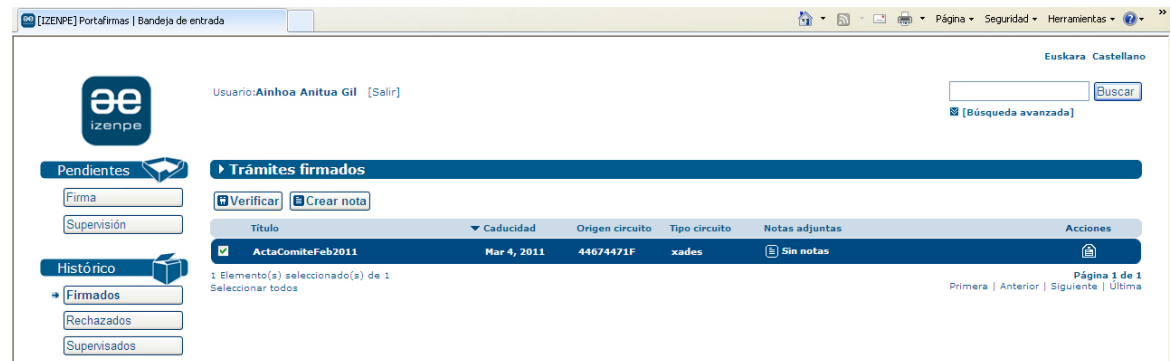 [IZENPE] Portafirmas | Bandeja de entrada
Página Seguridad Herramientas »
Euskara Castellano
izenpe
Usuario:Ainhoa Anitua Gil [Salir]
Buscar
[Búsqueda avanzada]
Pendientes
Firma
Supervisión
Histórico
Firmados
Rechazados
Supervisados
Trámites firmados
Verificar Crear nota
Título Caducidad Origen circuito Tipo circuito Notas adjuntas Acciones
ActaComiteFeb2011 Mar 4, 2011 44674471F xades Sin notas
1 Elemento(s) seleccionado(s) de 1
Seleccionar todos
Página 1 de 1
Primera | Anterior | Siguiente | Última